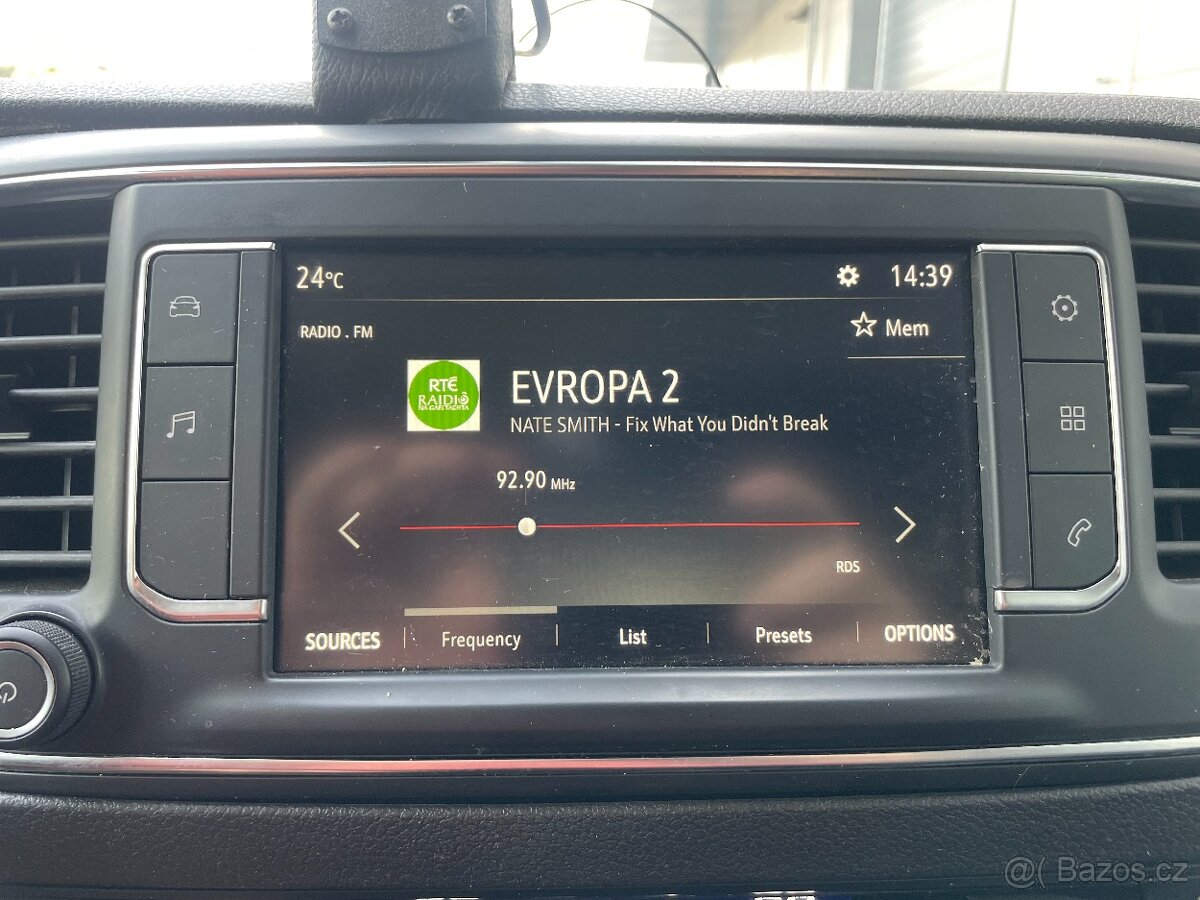 24°C
14:39
RADIO . FM
Mem
RTÉ
RAIDIÓ
NA GAELTACHTA
EVROPA 2
NATE SMITH - Fix What You Didn't Break
92.90 MHz
RDS
SOURCES
Frequency
List
Presets
OPTIONS
Bazos.cz